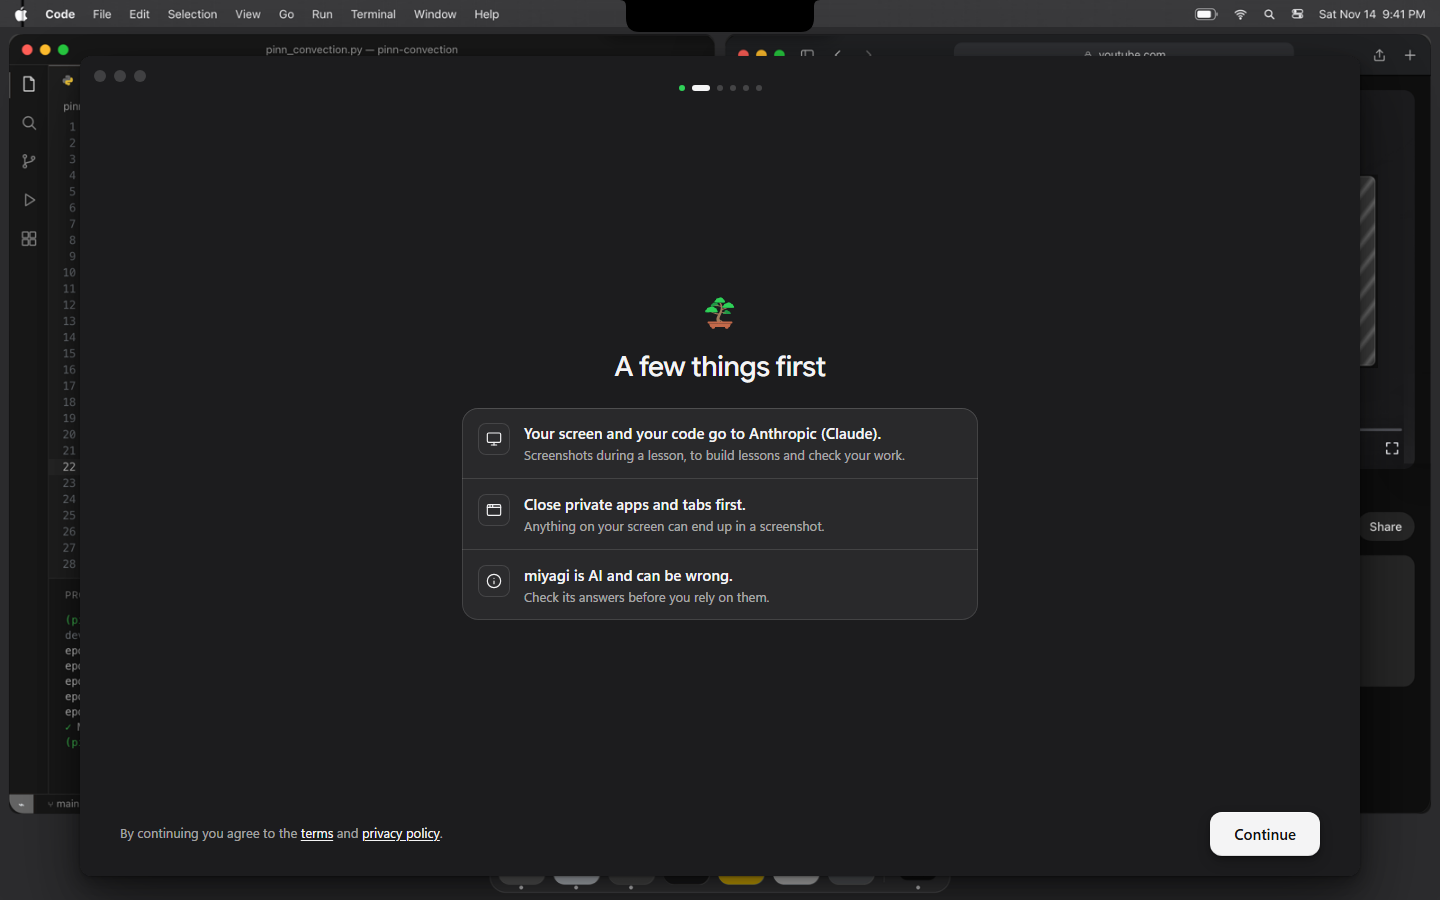 Code File Edit Selection View Go Run Terminal Window Help
Sat Nov 14 9:41 PM
pinn_convection.py — pinn-convection
youtube.com
1
2
3
4
5
6
7
8
9
10
11
12
13
14
15
16
17
18
19
20
21
22
23
24
25
26
27
28
main
A few things first
Your screen and your code go to Anthropic (Claude).
Screenshots during a lesson, to build lessons and check your work.
Close private apps and tabs first.
Anything on your screen can end up in a screenshot.
miyagi is AI and can be wrong.
Check its answers before you rely on them.
Share
By continuing you agree to the terms and privacy policy.
Continue